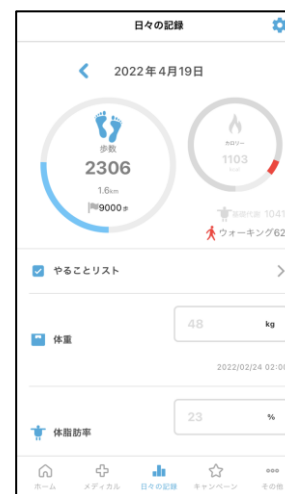 日々の記録
2022年4月19日
歩数
2306
1.6km
9000歩
カロリー
1103
kcal
基礎代謝 1041
ウォーキング62
やることリスト
48 kg
体重
2022/02/24 02:00
23 %
体脂肪率
ホーム メディカル 日々の記録 キャンペーン その他